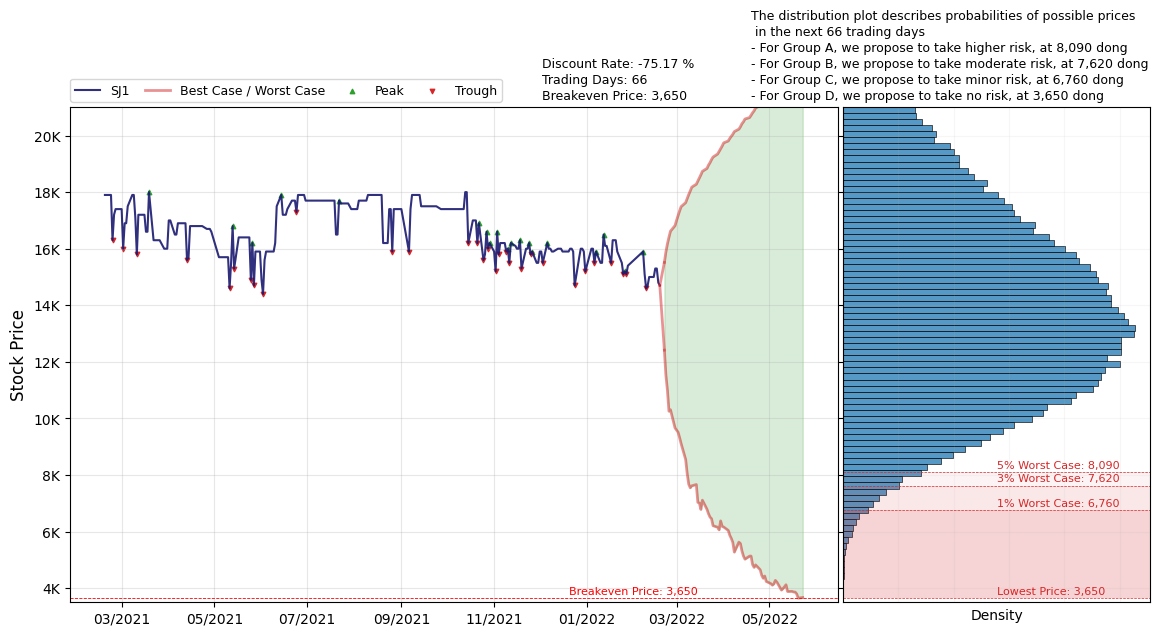 The distribution plot describes probabilities of possible prices
in the next 66 trading days
- For Group A, we propose to take higher risk, at 8,090 dong
- For Group B, we propose to take moderate risk, at 7,620 dong
- For Group C, we propose to take minor risk, at 6,760 dong
- For Group D, we propose to take no risk, at 3,650 dong
Discount Rate: -75.17 %
Trading Days: 66
Breakeven Price: 3,650
SJ1
Best Case / Worst Case
Peak
Trough
Stock Price
20K
18K
16K
14K
12K
10K
8K
6K
4K
Breakeven Price: 3,650
03/2021
05/2021
07/2021
09/2021
11/2021
01/2022
03/2022
05/2022
5% Worst Case: 8,090
3% Worst Case: 7,620
1% Worst Case: 6,760
Lowest Price: 3,650
Density